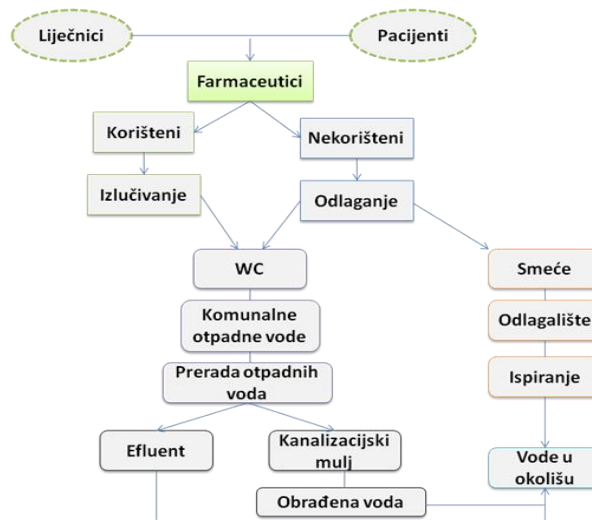 Liječnici
Pacijenti
Farmaceutici
Korišteni
Nekorišteni
Izlučivanje
Odlaganje
WC
Smeće
Komunalne
otpadne vode
Odlagalište
Prerada otpadnih
voda
Ispiranje
Efluent
Kanalizacijski
mulj
Vode u
okolišu
Obrađena voda